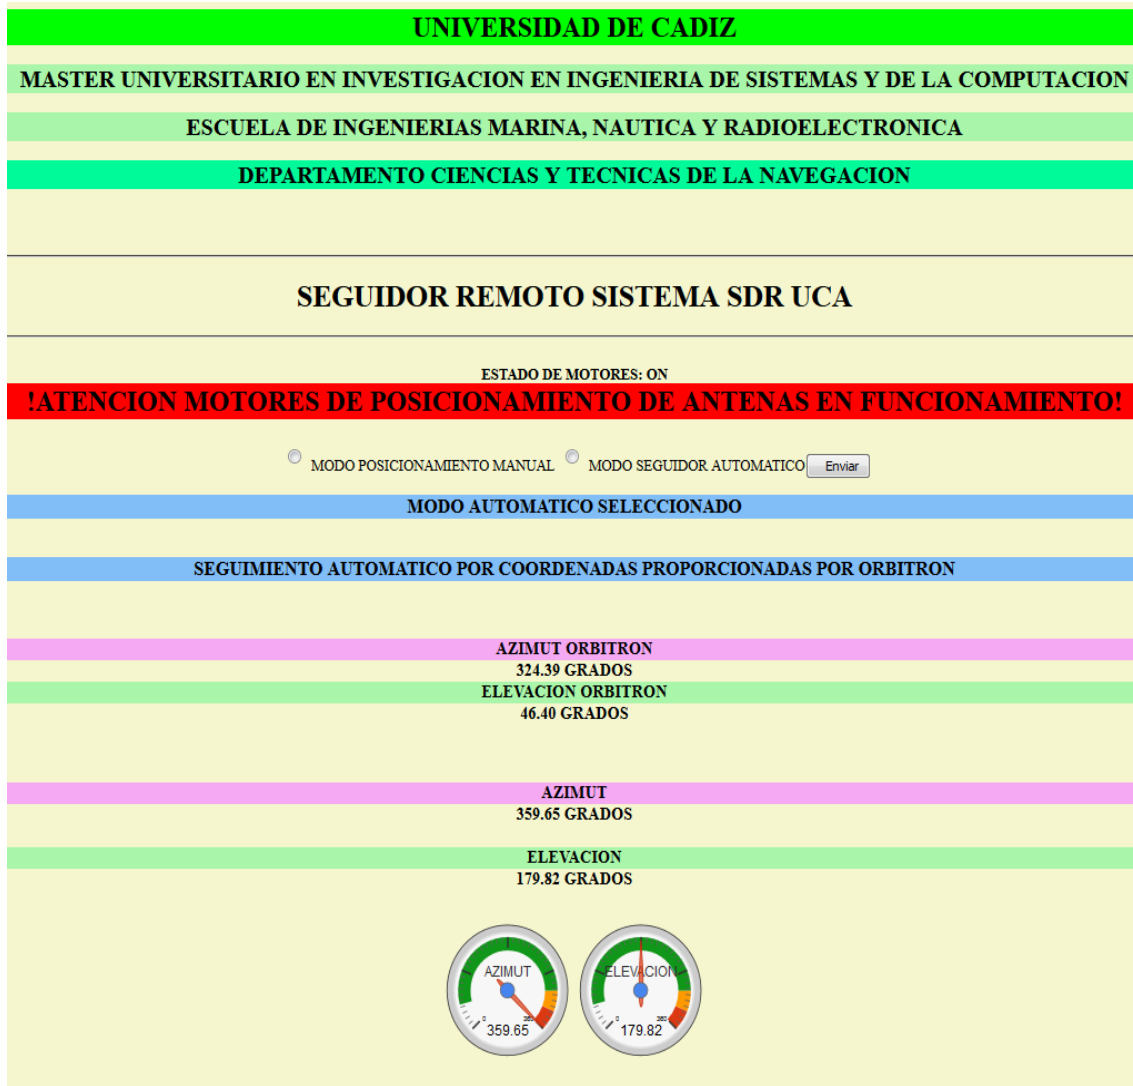 UNIVERSIDAD DE CADIZ
MASTER UNIVERSITARIO EN INVESTIGACION EN INGENIERIA DE SISTEMAS Y DE LA COMPUTACION
ESCUELA DE INGENIERIAS MARINA, NAUTICA Y RADIOELECTRONICA
DEPARTAMENTO CIENCIAS Y TECNICAS DE LA NAVEGACION
SEGUIDOR REMOTO SISTEMA SDR UCA
ESTADO DE MOTORES: ON
!ATENCION MOTORES DE POSICIONAMIENTO DE ANTENAS EN FUNCIONAMIENTO!
MODO POSICIONAMIENTO MANUAL MODO SEGUIDOR AUTOMATICO Enviar
MODO AUTOMATICO SELECCIONADO
SEGUIMIENTO AUTOMATICO POR COORDENADAS PROPORCIONADAS POR ORBITRON
AZIMUT ORBITRON
324.39 GRADOS
ELEVACION ORBITRON
46.40 GRADOS
AZIMUT
359.65 GRADOS
ELEVACION
179.82 GRADOS
AZIMUT ELEVACION
0 360 0 360
359.65 179.82